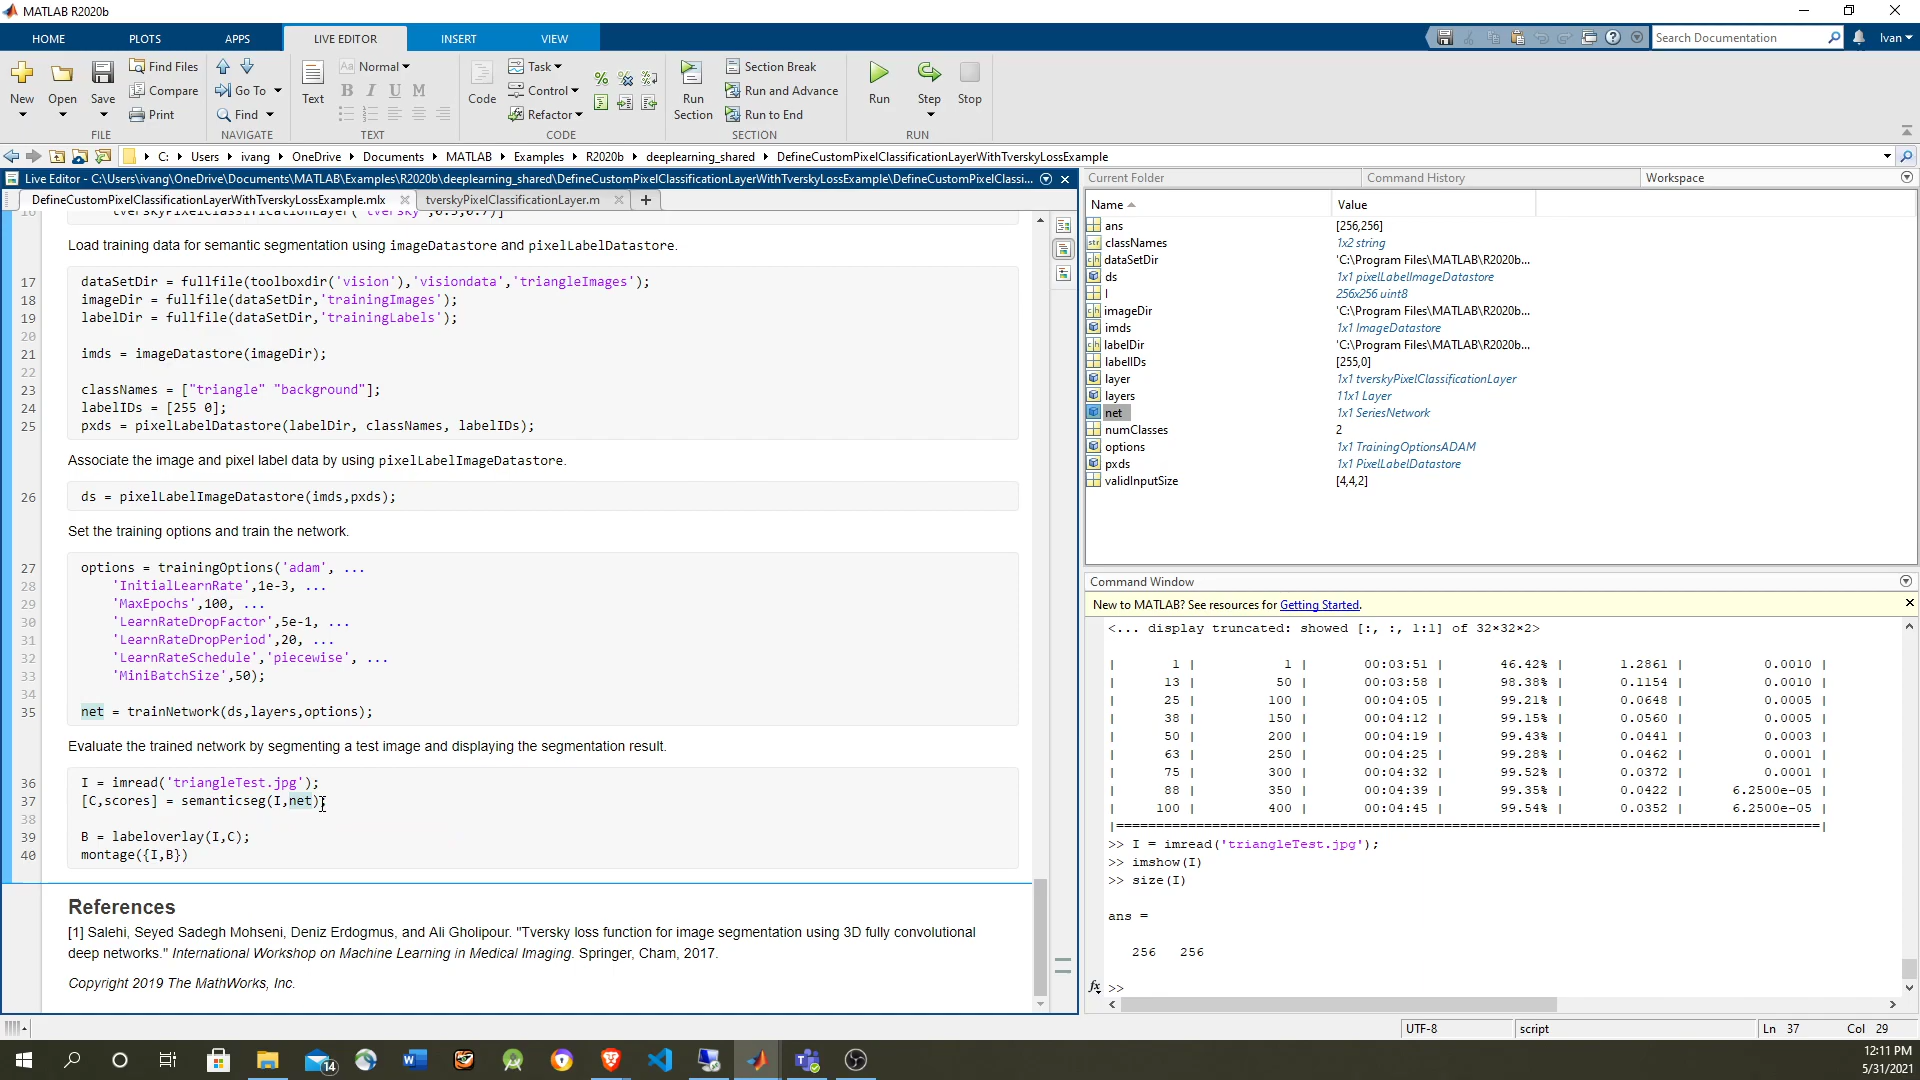 MATLAB R2020b
HOME PLOTS APPS LIVE EDITOR INSERT VIEW
Search Documentation Ivan
New Open Save Find Files Compare Print
FILE
Go To Find
NAVIGATE
Text Aa Normal B I U M
TEXT
Code Task Control Refactor
CODE
Run Section Section Break Run and Advance Run to End
SECTION
Run Step Stop
RUN
C: Users ivang OneDrive Documents MATLAB Examples R2020b deeplearning_shared DefineCustomPixelClassificationLayerWithTverskyLossExample
Live Editor - C:\Users\ivang\OneDrive\Documents\MATLAB\Examples\R2020b\deeplearning_shared\DefineCustomPixelClassificationLayerWithTverskyLossExample\DefineCustomPixelClassi...
DefineCustomPixelClassificationLayerWithTverskyLossExample.mlx tverskyPixelClassificationLayer.m
Load training data for semantic segmentation using imageDatastore and pixelLabelDatastore.
17 dataSetDir = fullfile(toolboxdir('vision'),'visiondata','triangleImages');
18 imageDir = fullfile(dataSetDir,'trainingImages');
19 labelDir = fullfile(dataSetDir,'trainingLabels');
20
21 imds = imageDatastore(imageDir);
22
23 classNames = ["triangle" "background"];
24 labelIDs = [255 0];
25 pxds = pixelLabelDatastore(labelDir, classNames, labelIDs);
Associate the image and pixel label data by using pixelLabelImageDatastore.
26 ds = pixelLabelImageDatastore(imds,pxds);
Set the training options and train the network.
27 options = trainingOptions('adam', ...
28 'InitialLearnRate',1e-3, ...
29 'MaxEpochs',100, ...
30 'LearnRateDropFactor',5e-1, ...
31 'LearnRateDropPeriod',20, ...
32 'LearnRateSchedule','piecewise', ...
33 'MiniBatchSize',50);
34
35 net = trainNetwork(ds,layers,options);
Evaluate the trained network by segmenting a test image and displaying the segmentation result.
36 I = imread('triangleTest.jpg');
37 [C,scores] = semanticseg(I,net);
38
39 B = labeloverlay(I,C);
40 montage({I,B})
References
[1] Salehi, Seyed Sadegh Mohseni, Deniz Erdogmus, and Ali Gholipour. "Tversky loss function for image segmentation using 3D fully convolutional
deep networks." International Workshop on Machine Learning in Medical Imaging. Springer, Cham, 2017.
Copyright 2019 The MathWorks, Inc.
Current Folder Command History Workspace
Name Value
ans [256,256]
classNames 1x2 string
dataSetDir 'C:\Program Files\MATLAB\R2020b...
ds 1x1 pixelLabelImageDatastore
I 256x256 uint8
imageDir 'C:\Program Files\MATLAB\R2020b...
imds 1x1 ImageDatastore
labelDir 'C:\Program Files\MATLAB\R2020b...
labelIDs [255,0]
layer 1x1 tverskyPixelClassificationLayer
layers 11x1 Layer
net 1x1 SeriesNetwork
numClasses 2
options 1x1 TrainingOptionsADAM
pxds 1x1 PixelLabelDatastore
validInputSize [4,4,2]
Command Window
New to MATLAB? See resources for Getting Started.
<... display truncated: showed [:, :, 1:1] of 32×32×2>
| 1 | 1 | 00:03:51 | 46.42% | 1.2861 | 0.0010 |
| 13 | 50 | 00:03:58 | 98.38% | 0.1154 | 0.0010 |
| 25 | 100 | 00:04:05 | 99.21% | 0.0648 | 0.0005 |
| 38 | 150 | 00:04:12 | 99.15% | 0.0560 | 0.0005 |
| 50 | 200 | 00:04:19 | 99.43% | 0.0441 | 0.0003 |
| 63 | 250 | 00:04:25 | 99.28% | 0.0462 | 0.0001 |
| 75 | 300 | 00:04:32 | 99.52% | 0.0372 | 0.0001 |
| 88 | 350 | 00:04:39 | 99.35% | 0.0422 | 6.2500e-05 |
| 100 | 400 | 00:04:45 | 99.54% | 0.0352 | 6.2500e-05 |
>> I = imread('triangleTest.jpg');
>> imshow(I)
>> size(I)
ans =
256 256
fx >>
UTF-8 script Ln 37 Col 29
14
12:11 PM
5/31/2021